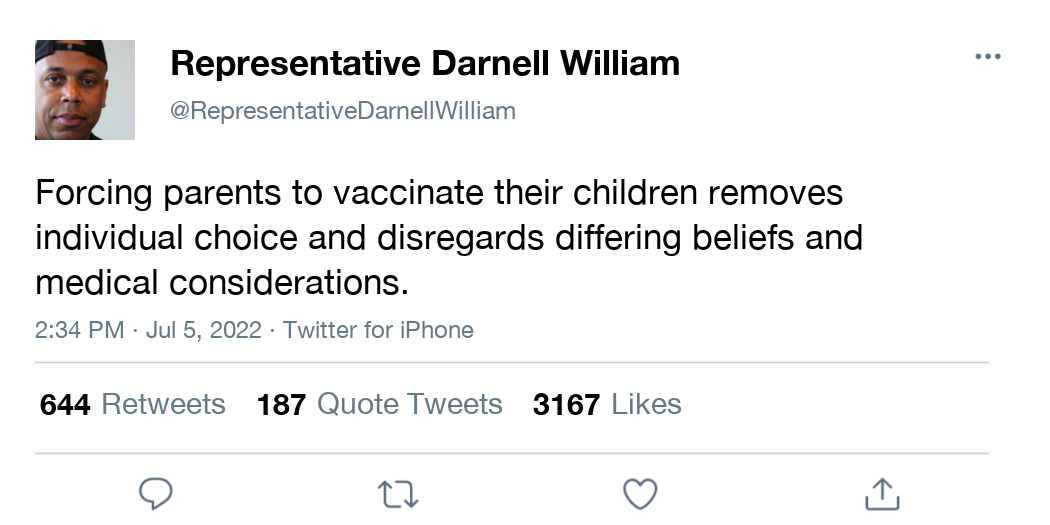 Representative Darnell William
@RepresentativeDarnellWilliam
Forcing parents to vaccinate their children removes
individual choice and disregards differing beliefs and
medical considerations.
2:34 PM · Jul 5, 2022 · Twitter for iPhone
644 Retweets 187 Quote Tweets 3167 Likes